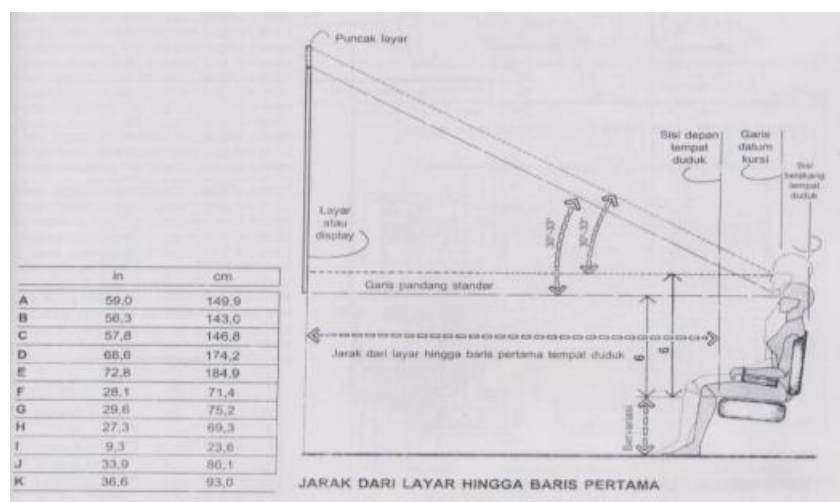 Puncak layar
Sisi depan
tempat
duduk
Garis
datum
kursi
Sisi
belakang
tempat
duduk
Layar
atau
display
30°-33°
30°-33°
Garis pandang standar
Jarak dari layar hingga baris pertama tempat duduk
6
6
Bervariasi
in cm
A 59,0 149,9
B 56,3 143,0
C 57,8 146,8
D 68,6 174,2
E 72,8 184,9
F 28,1 71,4
G 29,6 75,2
H 27,3 69,3
I 9,3 23,6
J 33,9 86,1
K 36,6 93,0
JARAK DARI LAYAR HINGGA BARIS PERTAMA